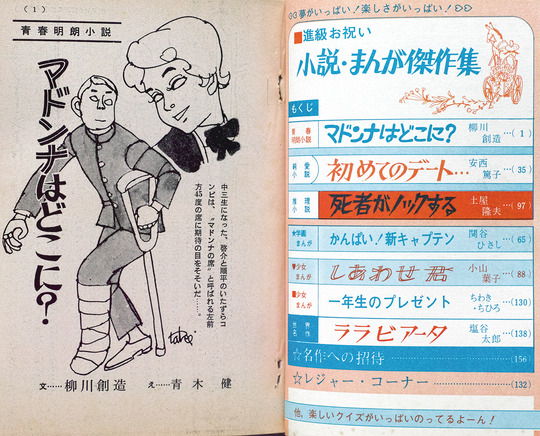 (1)
青春明朗小説
マドンナはどこに?
中三生になった、啓介と順平のいたずらコ
ンビは、〝マドンナの席〟と呼ばれる左前
方45度の席に期待の目をそそいだ……。
文……柳川創造 え……青木 健
夢がいっぱい!楽しさがいっぱい!
■進級お祝い
小説・まんが傑作集
もくじ
青春明朗小説 マドンナはどこに? 柳川創造…(1)
純愛小説 初めてのデート… 安西篤子…(35)
推理小説 死者がノックする 土屋隆夫…(97)
★学園まんが かんぱい!新キャプテン 関谷ひさし…(65)
♥少女まんが しあわせ君 小山葉子…(88)
■少女まんが 一年生のプレゼント ちわき・ちひろ…(130)
世界名作 ララビアータ 塩谷太郎…(138)
☆名作への招待……(156)
☆レジャー・コーナー……(132)
他、楽しいクイズがいっぱいのってるよーん!